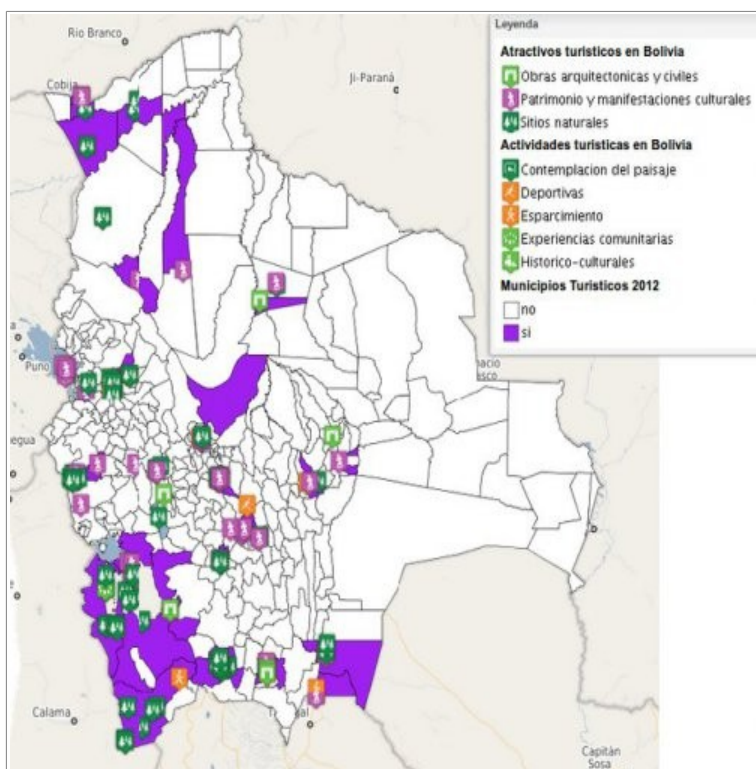 Leyenda
Atractivos turisticos en Bolivia
Obras arquitectonicas y civiles
Patrimonio y manifestaciones culturales
Sitios naturales
Actividades turisticas en Bolivia
Contemplacion del paisaje
Deportivas
Esparcimiento
Experiencias comunitarias
Historico-culturales
Municipios Turisticos 2012
no
si
Rio Branco
Cobija
Ji-Paraná
Puno
egua
Calama
Capitán
Sosa